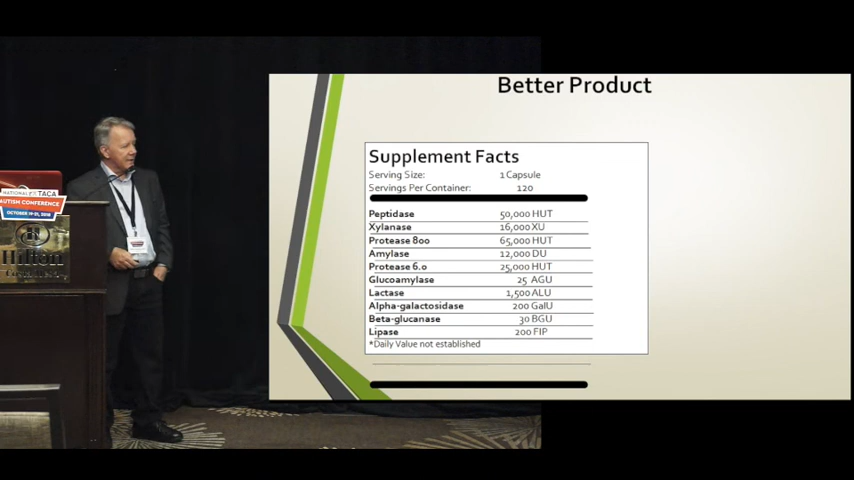 Better Product
Supplement Facts
Serving Size: 1 Capsule
Servings Per Container: 120
Peptidase 50,000 HUT
Xylanase 16,000 XU
Protease 800 65,000 HUT
Amylase 12,000 DU
Protease 6.0 25,000 HUT
Glucoamylase 25 AGU
Lactase 1,500 ALU
Alpha-galactosidase 200 GalU
Beta-glucanase 30 BGU
Lipase 200 FIP
*Daily Value not established
NATIONAL TACA
AUTISM CONFERENCE
Hilton